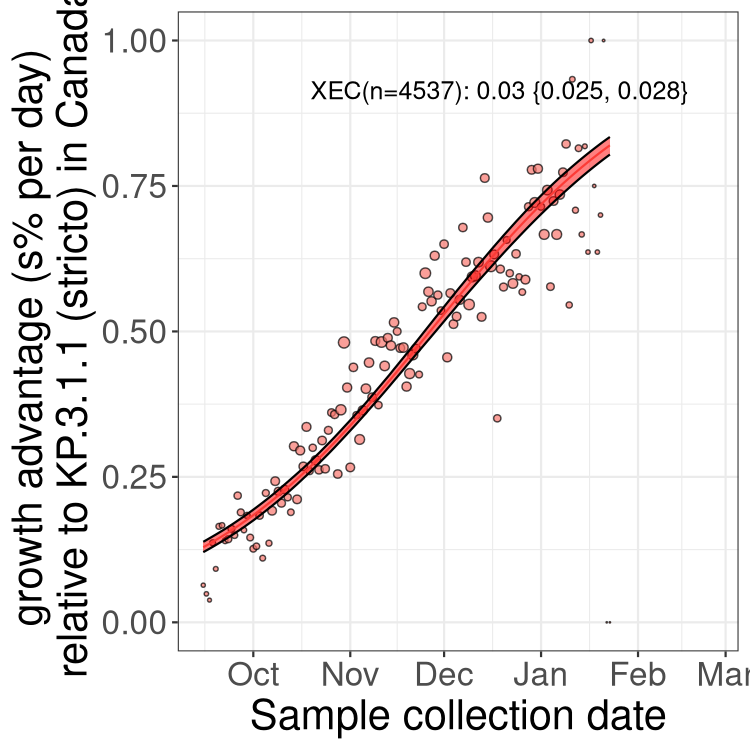 growth advantage (s% per day)
relative to KP.3.1.1 (stricto) in Canada
1.00
0.75
0.50
0.25
0.00
XEC(n=4537): 0.03 {0.025, 0.028}
Oct Nov Dec Jan Feb Mar
Sample collection date